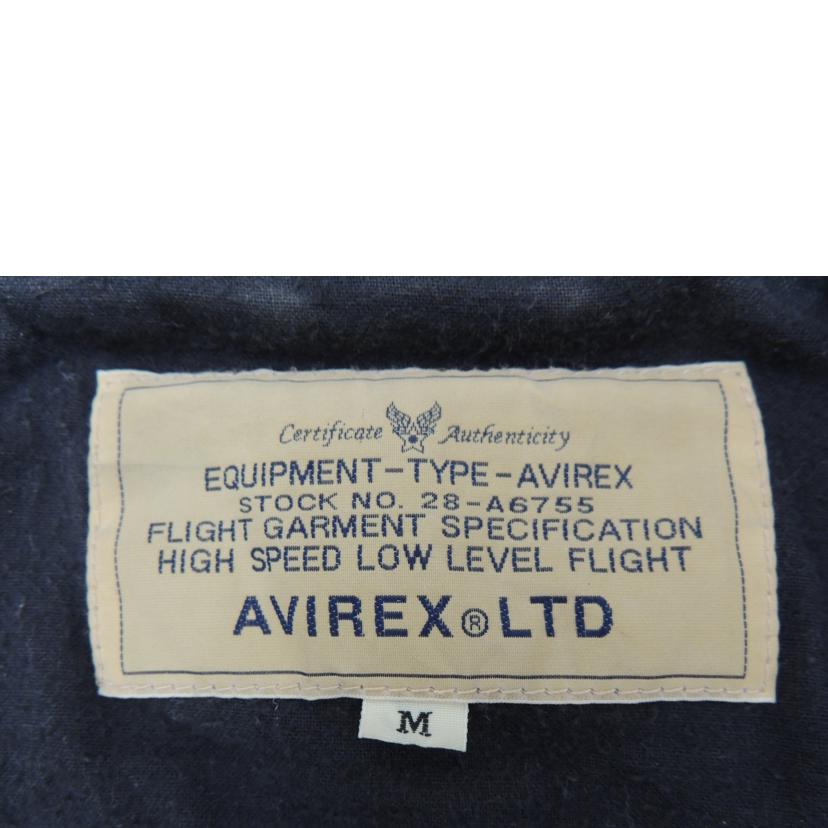 Certificate Authenticity
EQUIPMENT-TYPE-AVIREX
STOCK NO. 28-A6755
FLIGHT GARMENT SPECIFICATION
HIGH SPEED LOW LEVEL FLIGHT
AVIREX®LTD
M